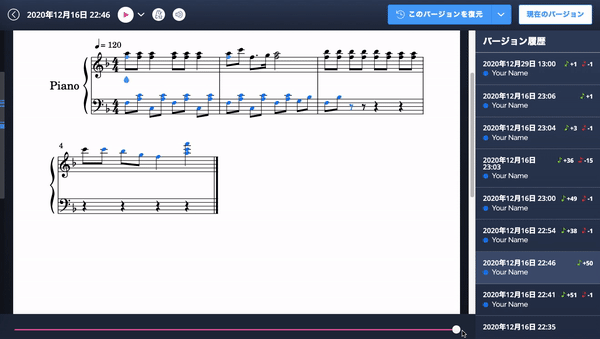 2020年12月16日 22:46
このバージョンを復元
現在のバージョン
バージョン履歴
= 120
Piano
4
2020年12月29日 13:00 +1 -1
Your Name
2020年12月16日 23:06 +1
Your Name
2020年12月16日 23:04 +3 -1
Your Name
2020年12月16日 23:03 +36 -15
Your Name
2020年12月16日 23:00 +49 -1
Your Name
2020年12月16日 22:54 +38 -1
Your Name
2020年12月16日 22:46 +50
Your Name
2020年12月16日 22:41 +51 -1
Your Name
2020年12月16日 22:35